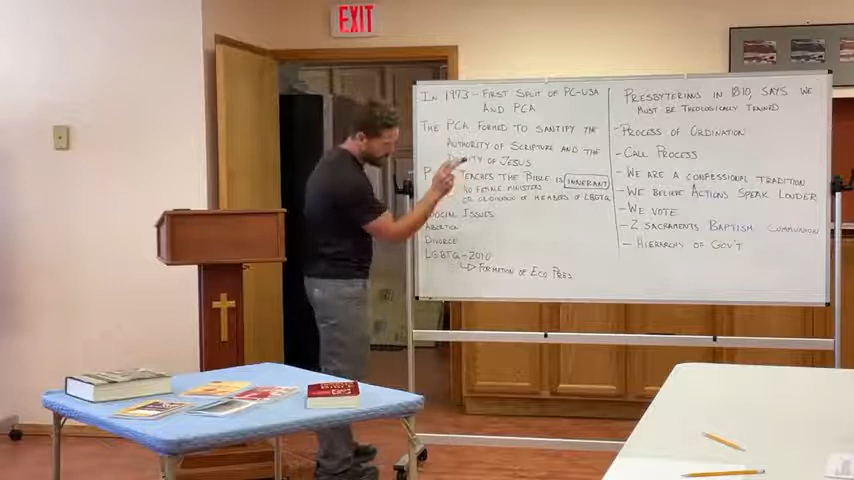 EXIT
IN 1973 - FIRST SPLIT OF PC-USA
AND PCA
THE PCA FORMED TO SANTIFY THE
AUTHORITY OF SCRIPTURE AND THE
OF JESUS
TEACHES THE BIBLE IS INNERANT
NO FEMALE MINISTERS
OR ORDINATION OF MEMBERS OF LBGTQ
SOCIAL ISSUES
ABORTION
DIVORCE
LGBTQ-2010
FORMATION OF ECO PRES
PRESBYTERIANS IN 1810, SAYS WE
MUST BE THEOLOGICALLY TRAINED
- PROCESS OF ORDINATION
- CALL PROCESS
- WE ARE A CONFESSIONAL TRADITION
- WE BELIEVE ACTIONS SPEAK LOUDER
- WE VOTE
- 2 SACRAMENTS BAPTISM COMMUNION
- HIERARCHY OF GOV'T